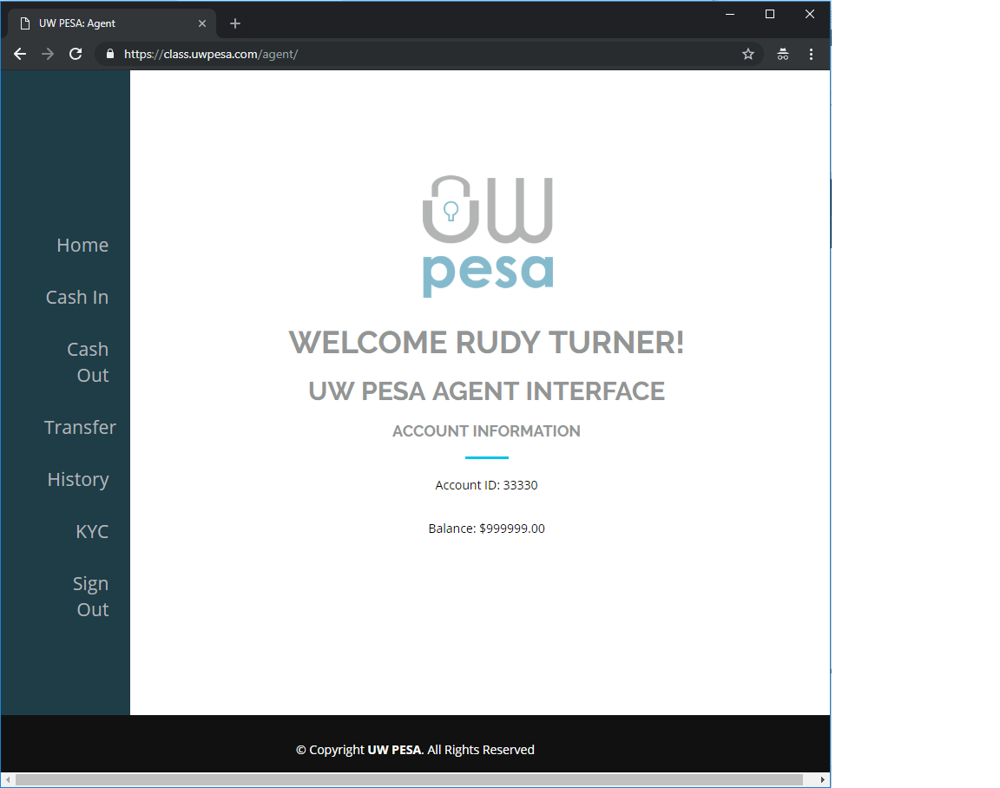 UW PESA: Agent
https://class.uwpesa.com/agent/
Home
Cash In
Cash
Out
Transfer
History
KYC
Sign
Out
UW
pesa
WELCOME RUDY TURNER!
UW PESA AGENT INTERFACE
ACCOUNT INFORMATION
Account ID: 33330
Balance: $999999.00
© Copyright UW PESA. All Rights Reserved